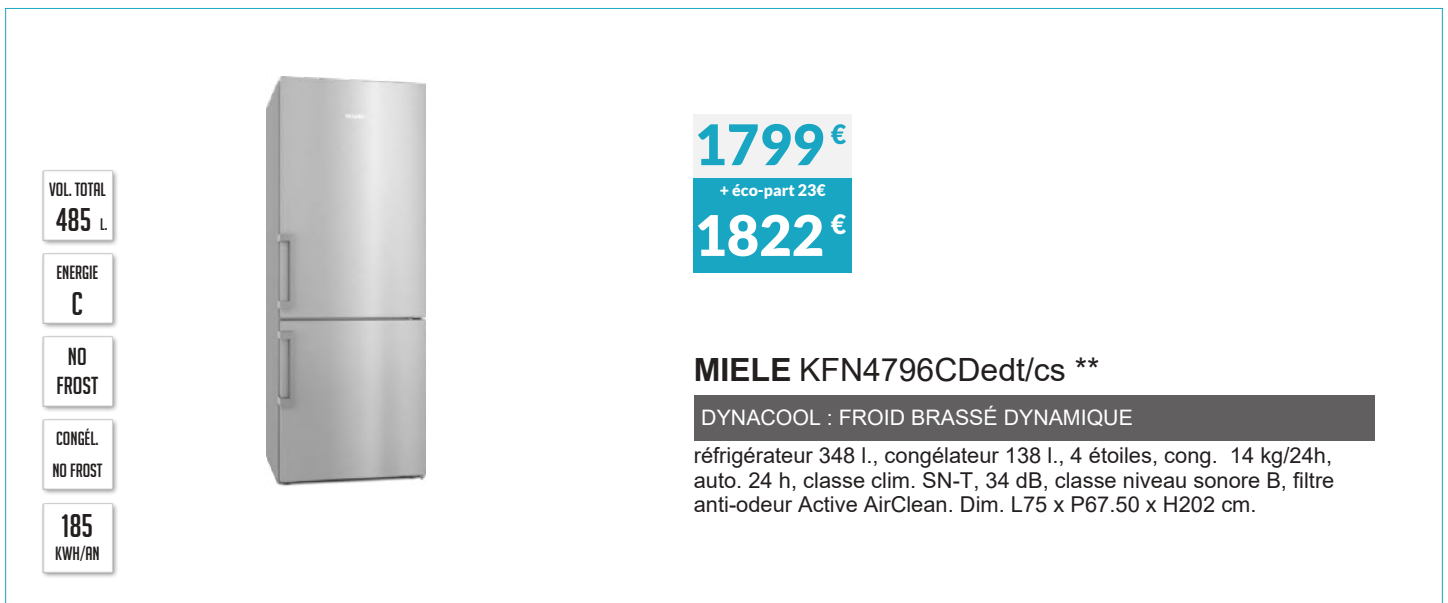 VOL. TOTAL
485 L.
ENERGIE
C
NO
FROST
CONGÉL.
NO FROST
185
KWH/AN
Miele
1799 €
+ éco-part 23€
1822 €
MIELE KFN4796CDedt/cs **
DYNACOOL : FROID BRASSÉ DYNAMIQUE
réfrigérateur 348 l., congélateur 138 l., 4 étoiles, cong. 14 kg/24h,
auto. 24 h, classe clim. SN-T, 34 dB, classe niveau sonore B, filtre
anti-odeur Active AirClean. Dim. L75 x P67.50 x H202 cm.